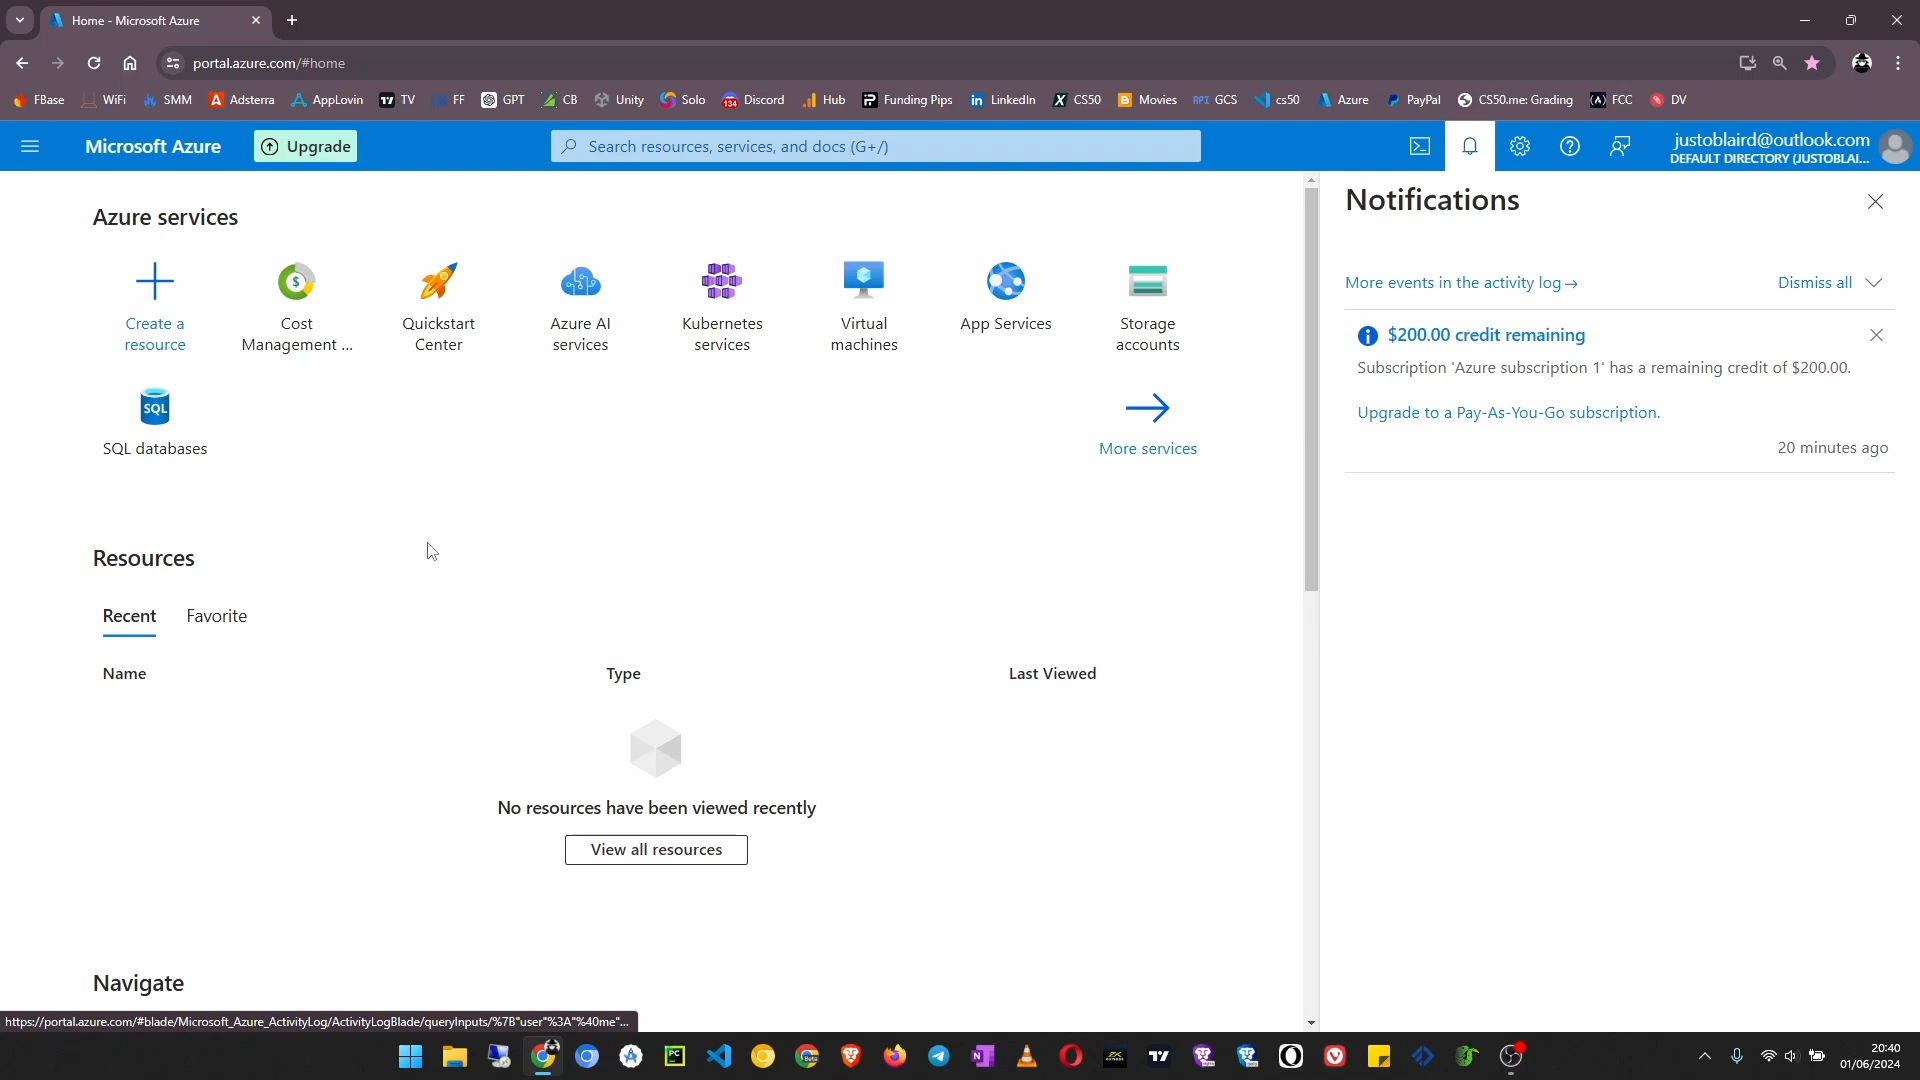 Home - Microsoft Azure
portal.azure.com/#home
FBase WiFi SMM Adsterra AppLovin TV FF GPT CB Unity Solo Discord Hub Funding Pips LinkedIn CS50 Movies GCS cs50 Azure PayPal CS50.me: Grading FCC DV
Microsoft Azure
Upgrade
Search resources, services, and docs (G+/)
justoblaird@outlook.com
DEFAULT DIRECTORY (JUSTOBLAI...
Azure services
Create a
resource
Cost
Management ...
Quickstart
Center
Azure AI
services
Kubernetes
services
Virtual
machines
App Services
Storage
accounts
SQL
SQL databases
More services
Resources
Recent
Favorite
Name
Type
Last Viewed
No resources have been viewed recently
View all resources
Navigate
Notifications
More events in the activity log→
Dismiss all
$200.00 credit remaining
Subscription 'Azure subscription 1' has a remaining credit of $200.00.
Upgrade to a Pay-As-You-Go subscription.
20 minutes ago
https://portal.azure.com/#blade/Microsoft_Azure_ActivityLog/ActivityLogBlade/queryInputs/%7B"user"%3A"%40me"...
20:40
01/06/2024